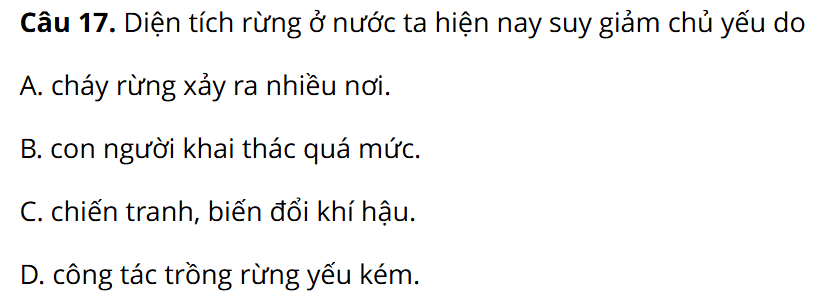 Câu 17. Diện tích rừng ở nước ta hiện nay suy giảm chủ yếu do
A. cháy rừng xảy ra nhiều nơi.
B. con người khai thác quá mức.
C. chiến tranh, biến đổi khí hậu.
D. công tác trồng rừng yếu kém.